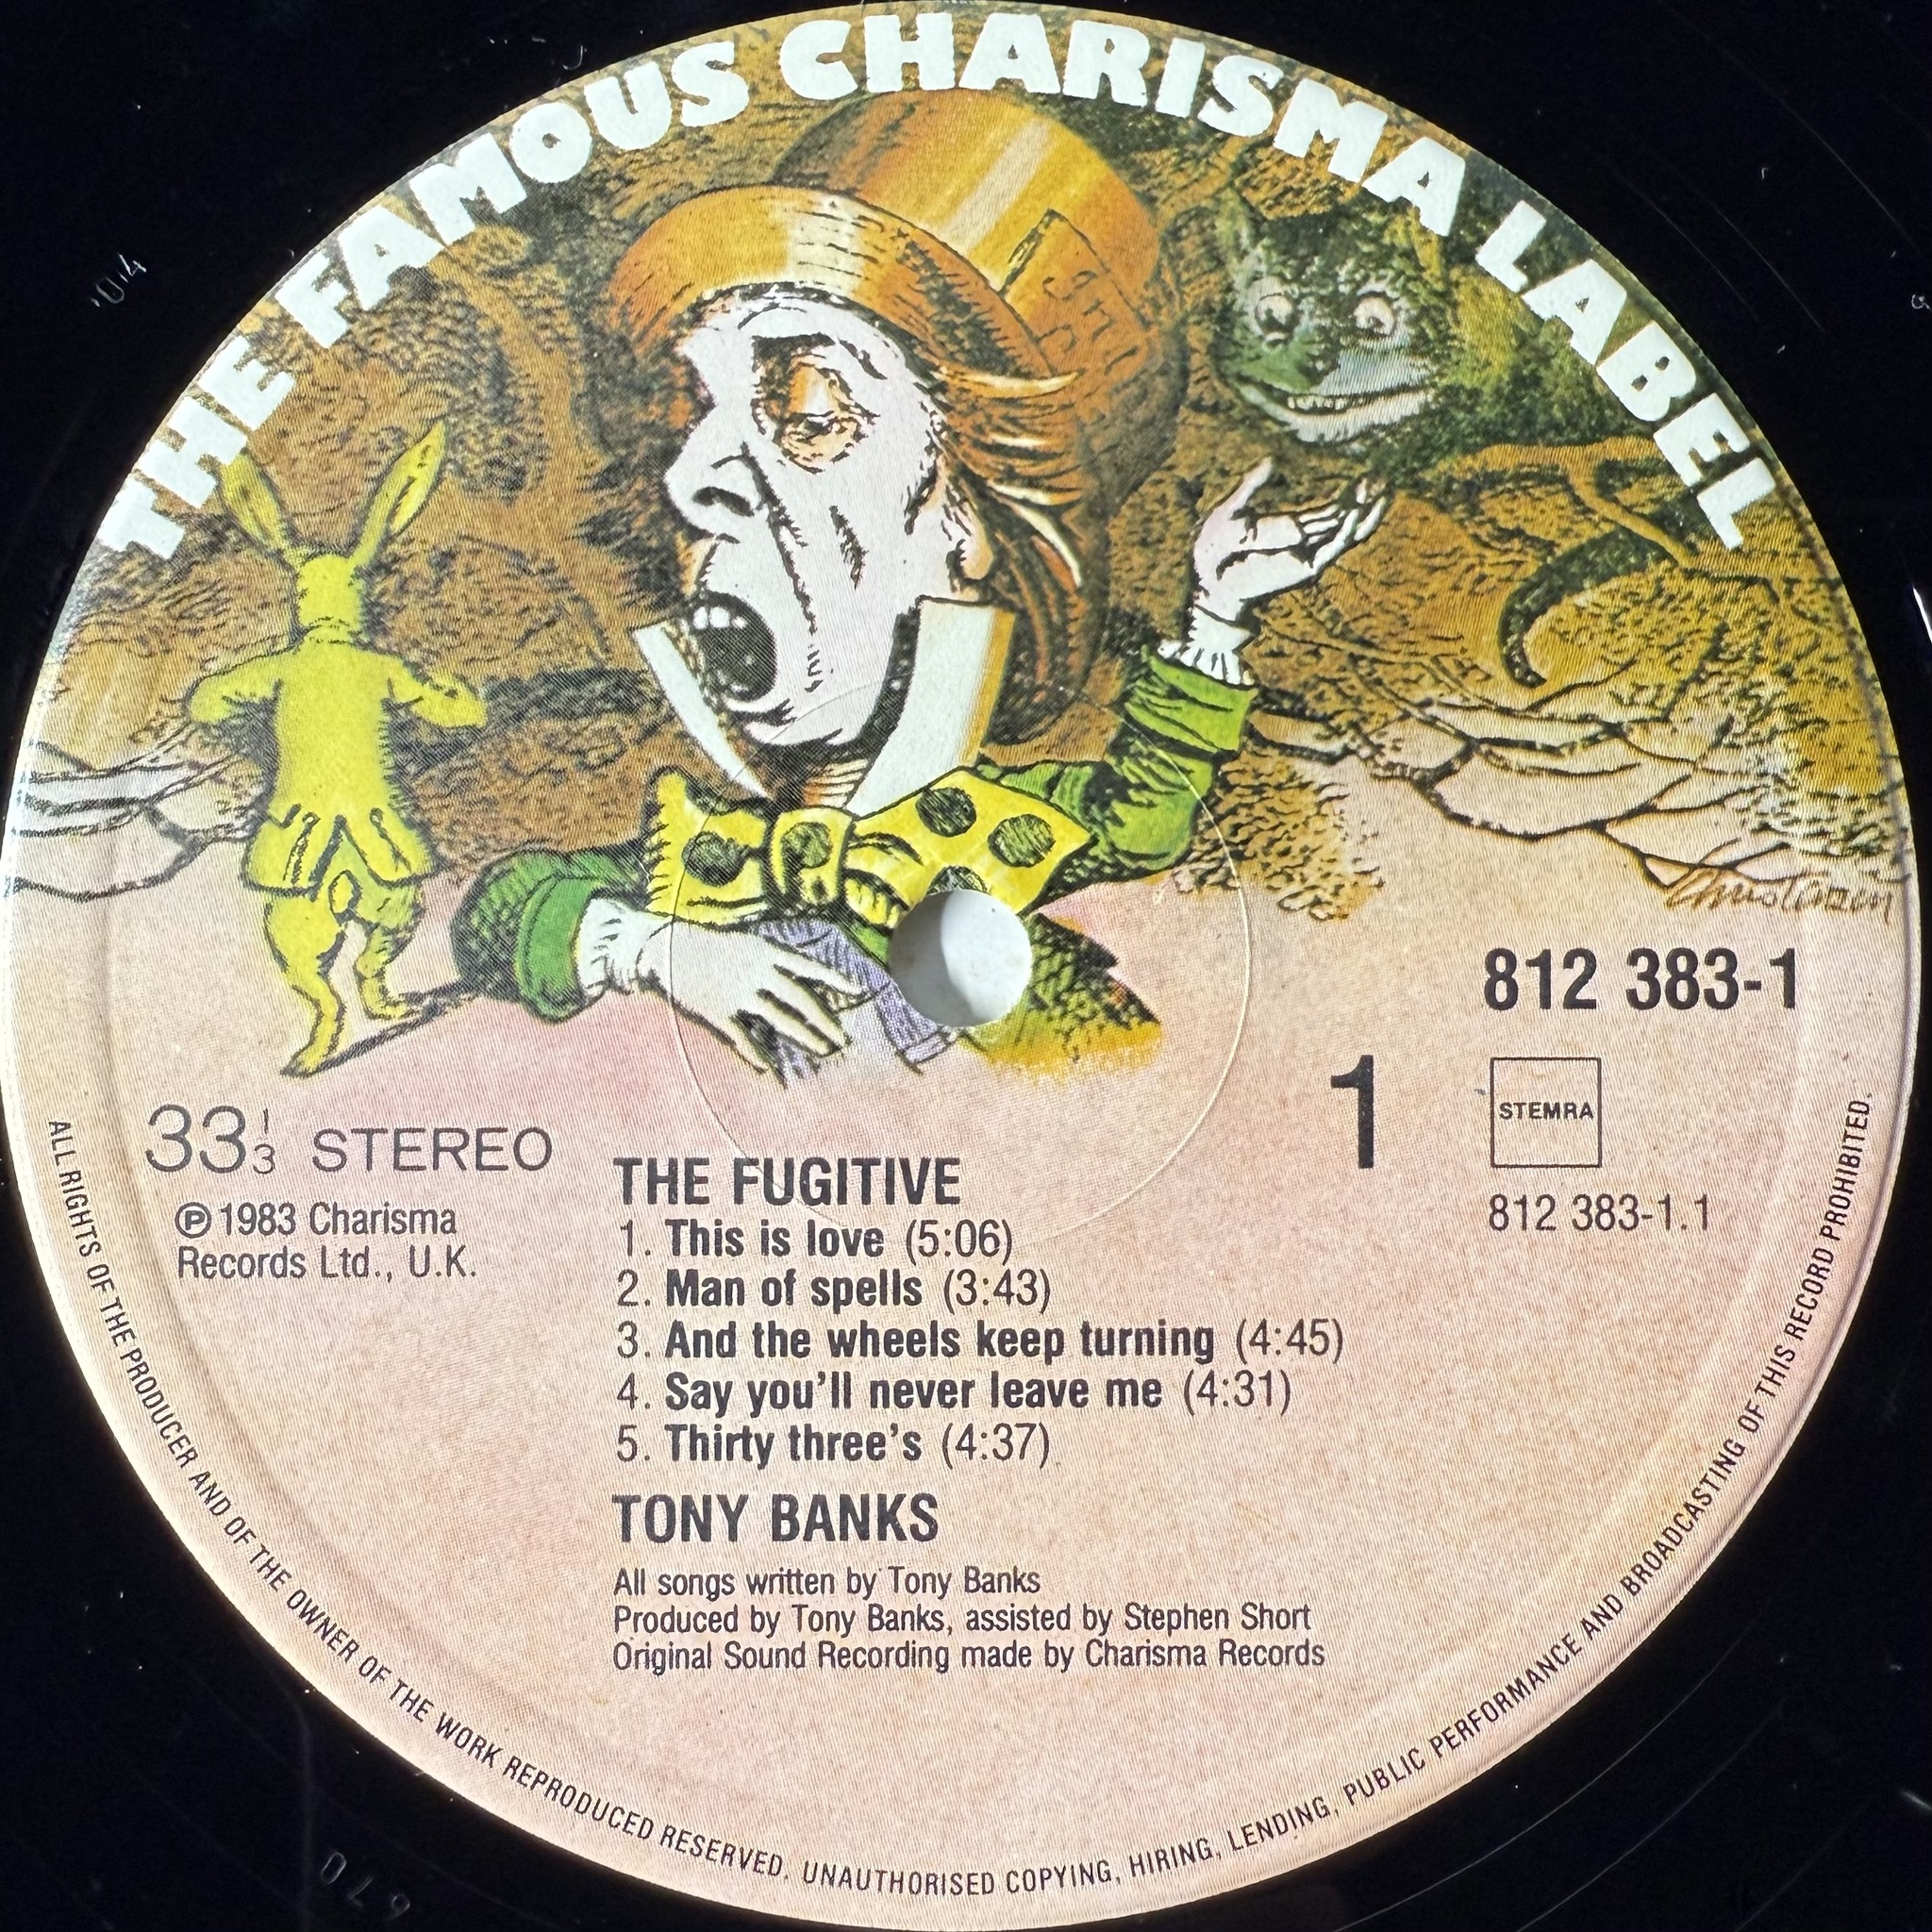 THE FAMOUS CHARISMA LABEL
812 383-1
33 1/3 STEREO
1
STEMRA
℗ 1983 Charisma
Records Ltd., U.K.
812 383-1.1
THE FUGITIVE
1. This is love (5:06)
2. Man of spells (3:43)
3. And the wheels keep turning (4:45)
4. Say you'll never leave me (4:31)
5. Thirty three's (4:37)
TONY BANKS
All songs written by Tony Banks
Produced by Tony Banks, assisted by Stephen Short
Original Sound Recording made by Charisma Records
ALL RIGHTS OF THE PRODUCER AND OF THE OWNER OF THE WORK REPRODUCED RESERVED. UNAUTHORISED COPYING, HIRING, LENDING, PUBLIC PERFORMANCE AND BROADCASTING OF THIS RECORD PROHIBITED.
670